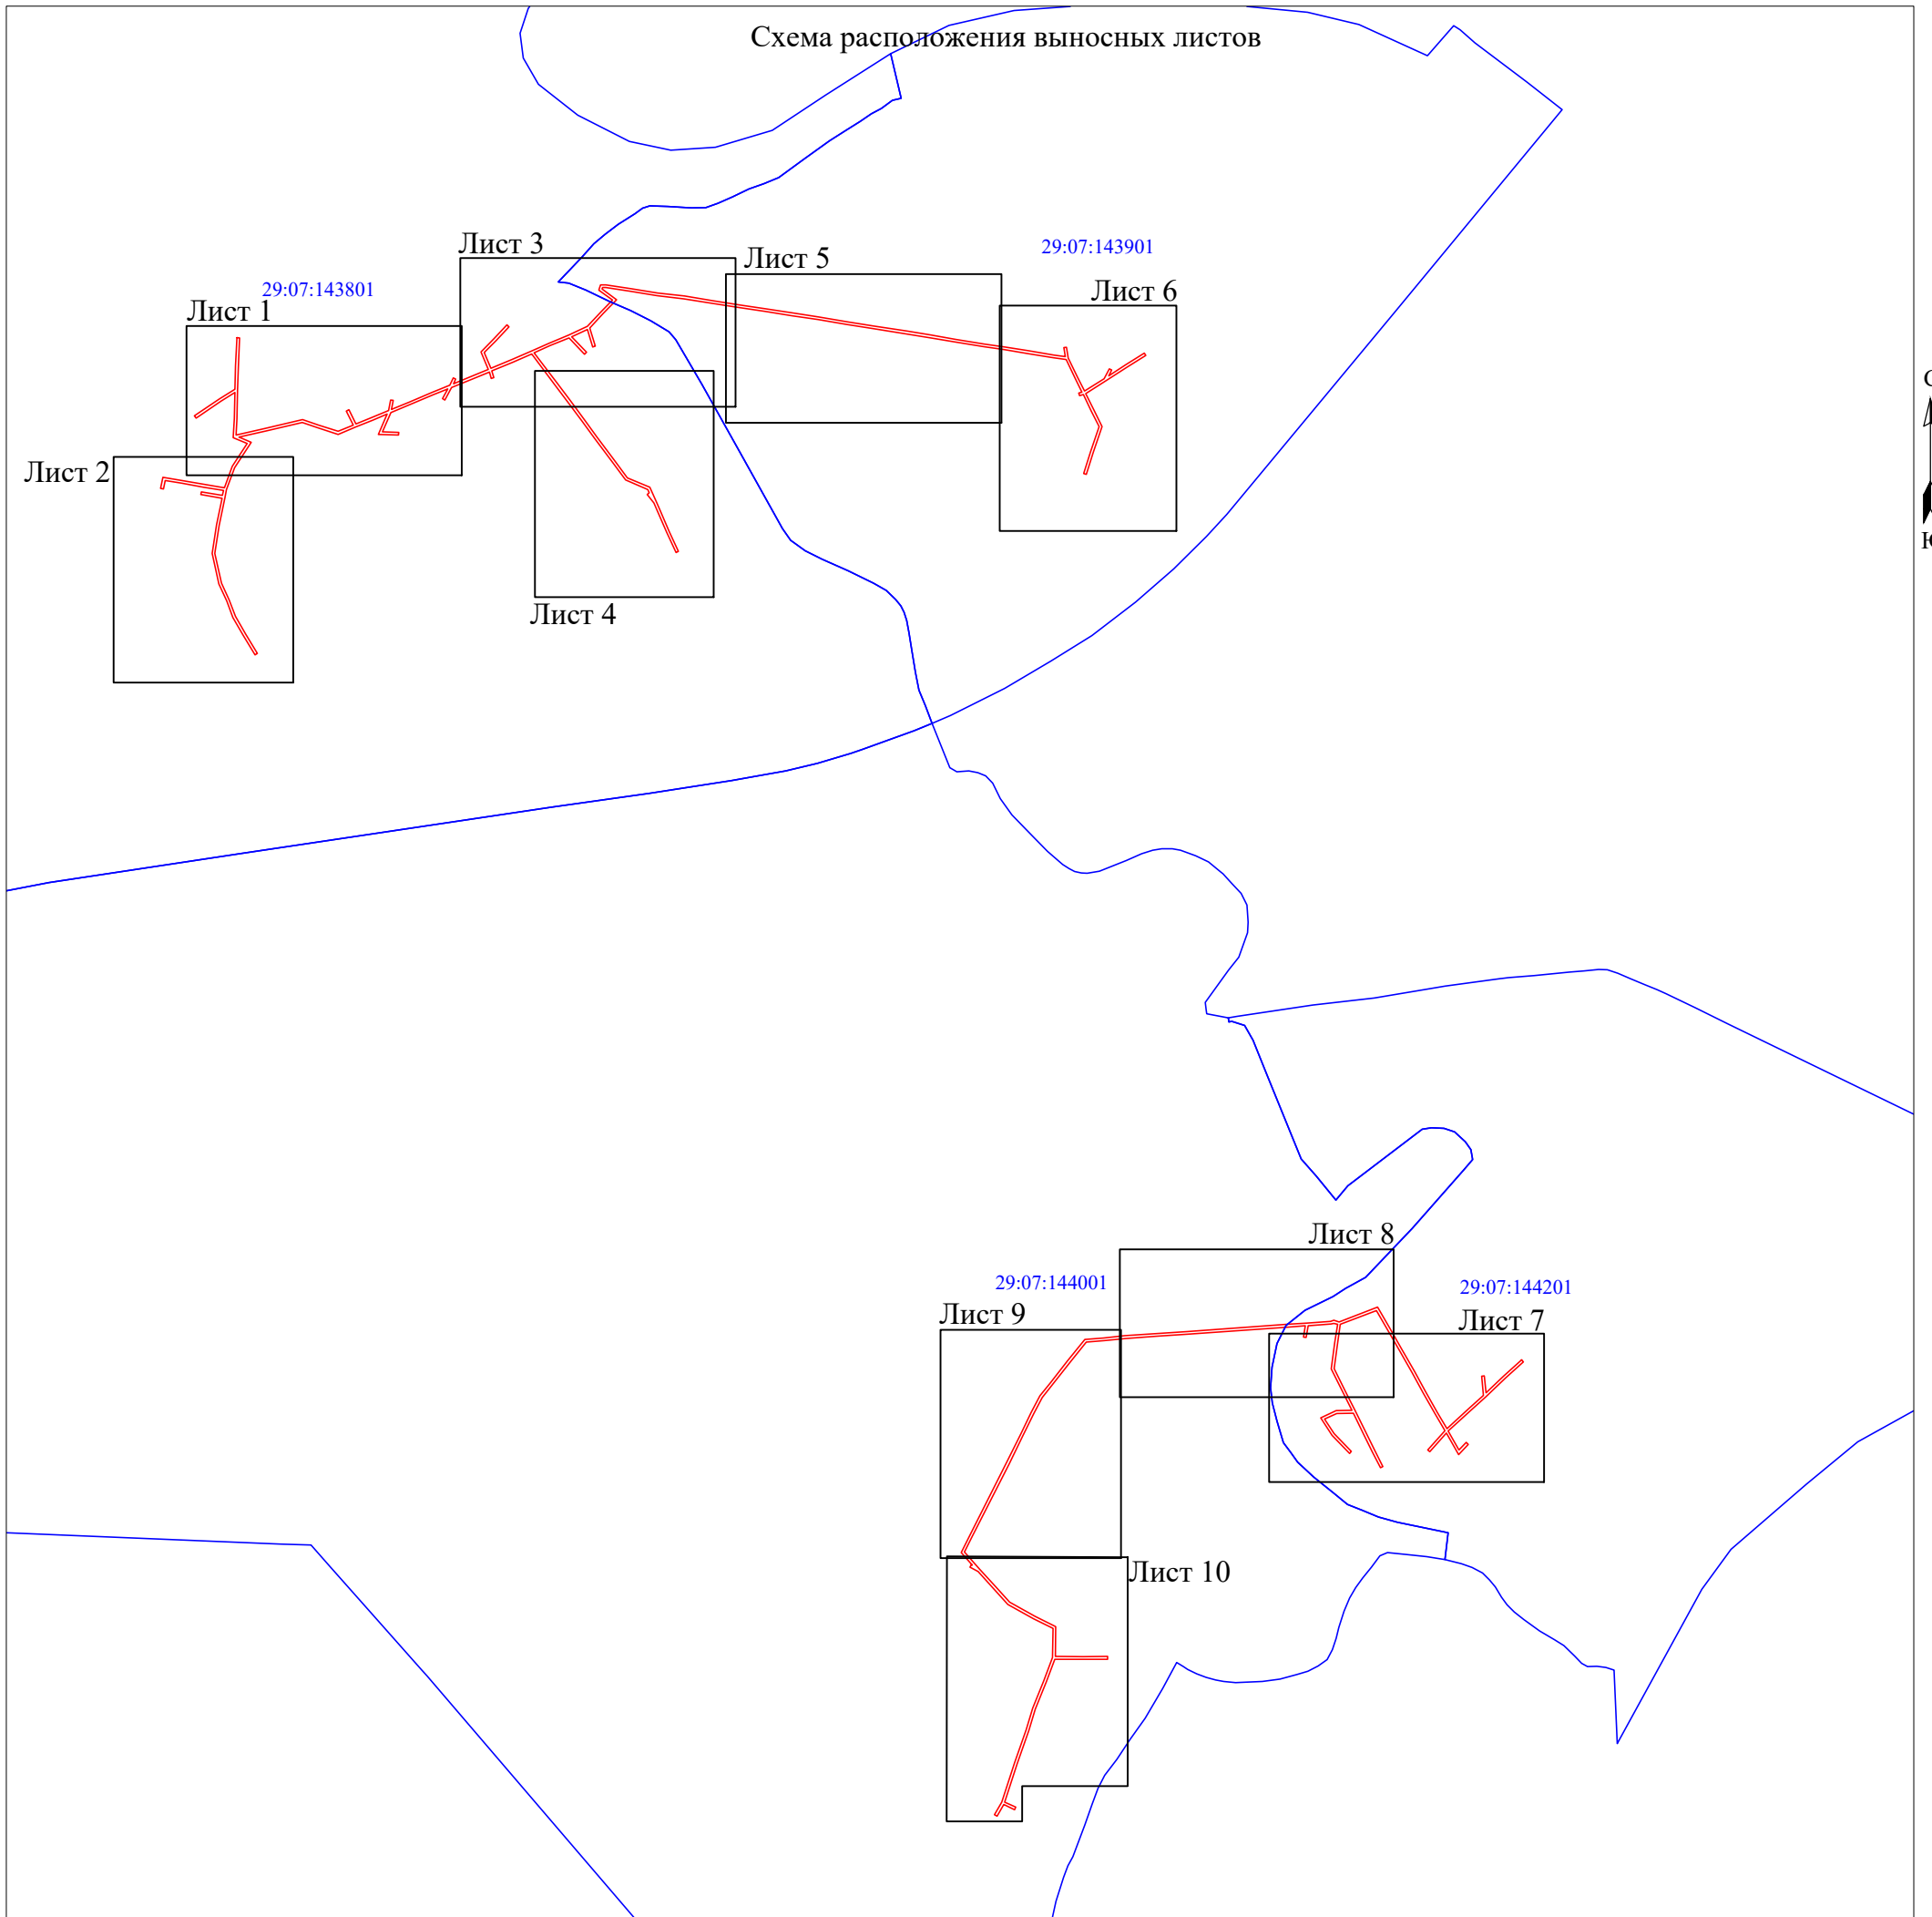 Схема расположения выносных листов
Лист 3
Лист 5
29:07:143901
29:07:143801
Лист 6
Лист 1
Лист 2
Лист 4
Лист 8
29:07:144001
29:07:144201
Лист 9
Лист 7
Лист 10